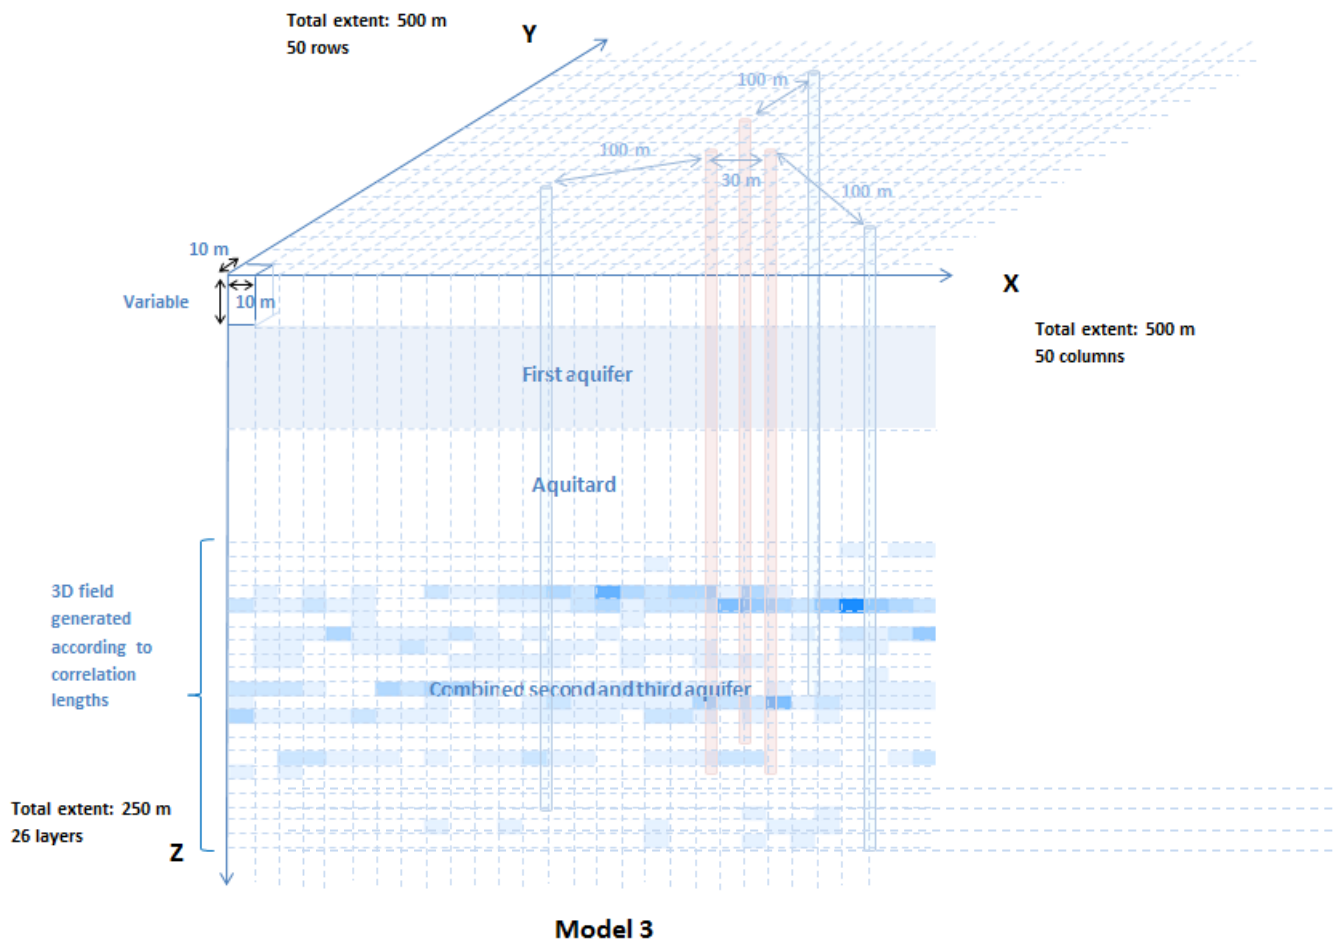 Total extent: 500 m
50 rows
Y
100 m
100 m
30 m
100 m
10 m
X
Variable
10 m
Total extent: 500 m
50 columns
First aquifer
Aquitard
3D field
generated
according to
correlation
lengths
Combined second and third aquifer
Total extent: 250 m
26 layers
Z
Model 3